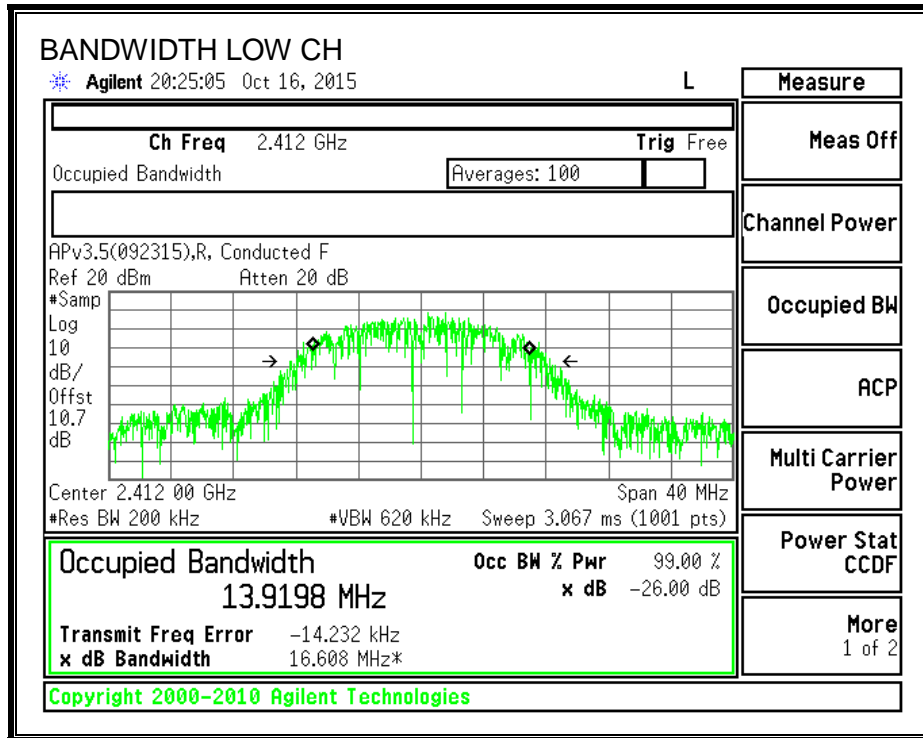 BANDWIDTH LOW CH
Agilent 20:25:05 Oct 16, 2015 L
Ch Freq 2.412 GHz Trig Free
Occupied Bandwidth Averages: 100
APv3.5(092315),R, Conducted F
Ref 20 dBm Atten 20 dB
#Samp
Log
10
dB/
Offst
10.7
dB
Center 2.412 00 GHz Span 40 MHz
#Res BW 200 kHz #VBW 620 kHz Sweep 3.067 ms (1001 pts)
Occupied Bandwidth Occ BW % Pwr 99.00 %
13.9198 MHz x dB -26.00 dB
Transmit Freq Error -14.232 kHz
x dB Bandwidth 16.608 MHz*
Copyright 2000-2010 Agilent Technologies
Measure
Meas Off
Channel Power
Occupied BW
ACP
Multi Carrier
Power
Power Stat
CCDF
More
1 of 2